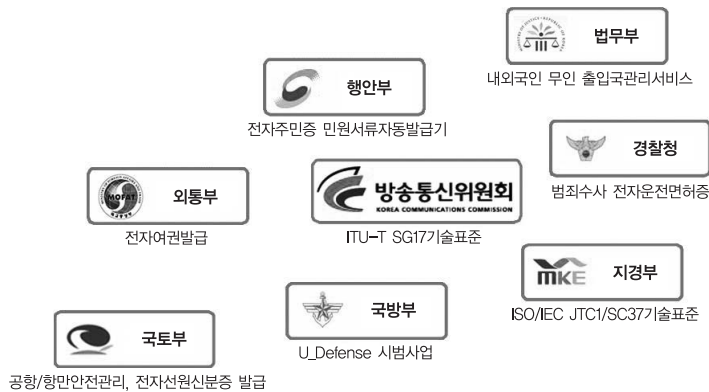 법무부
내외국인 무인 출입국관리서비스
행안부
전자주민증 민원서류자동발급기
경찰청
범죄수사 전자운전면허증
MOFAT
외통부
전자여권발급
방송통신위원회
KOREA COMMUNICATIONS COMMISSION
ITU-T SG17기술표준
MKE
지경부
ISO/IEC JTC1/SC37기술표준
국방부
U_Defense 시범사업
국토부
공항/항만안전관리, 전자선원신분증 발급